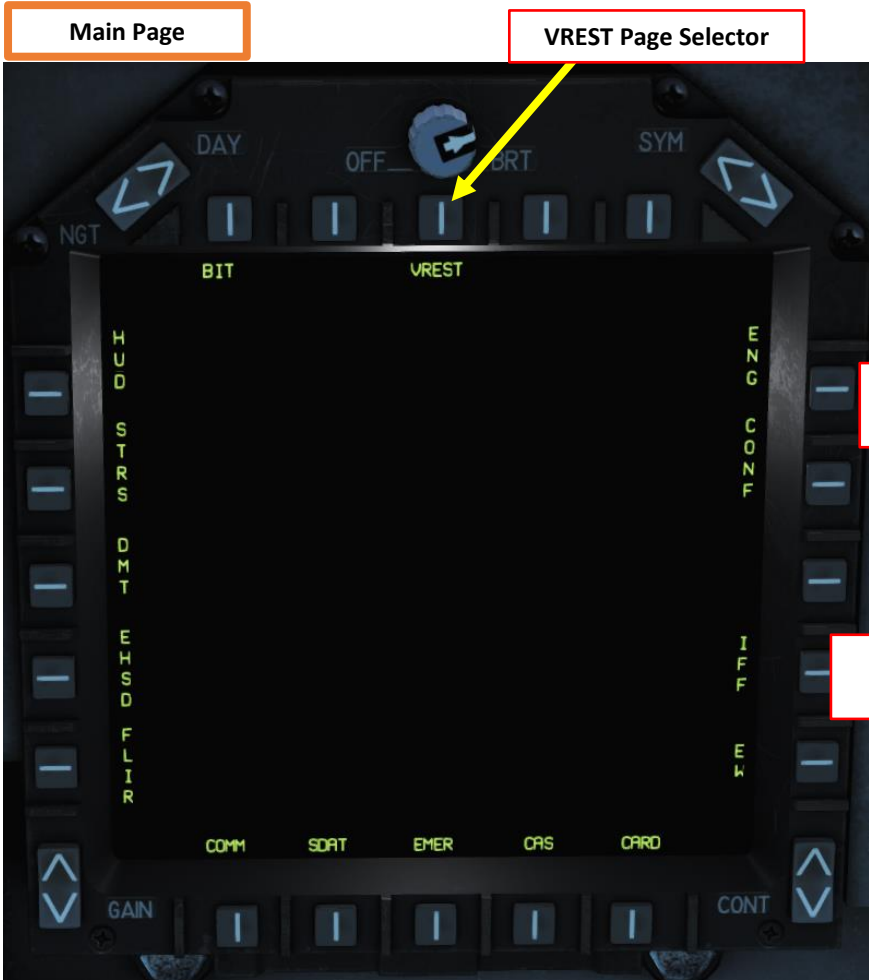 Main Page
VREST Page Selector
DAY
OFF
BRT
SYM
NGT
BIT
VREST
HUD
ENG
STRS
CONF
DMT
EHSD
IFF
FLIR
EW
COMM
SDAT
EMER
CAS
CARD
GAIN
CONT